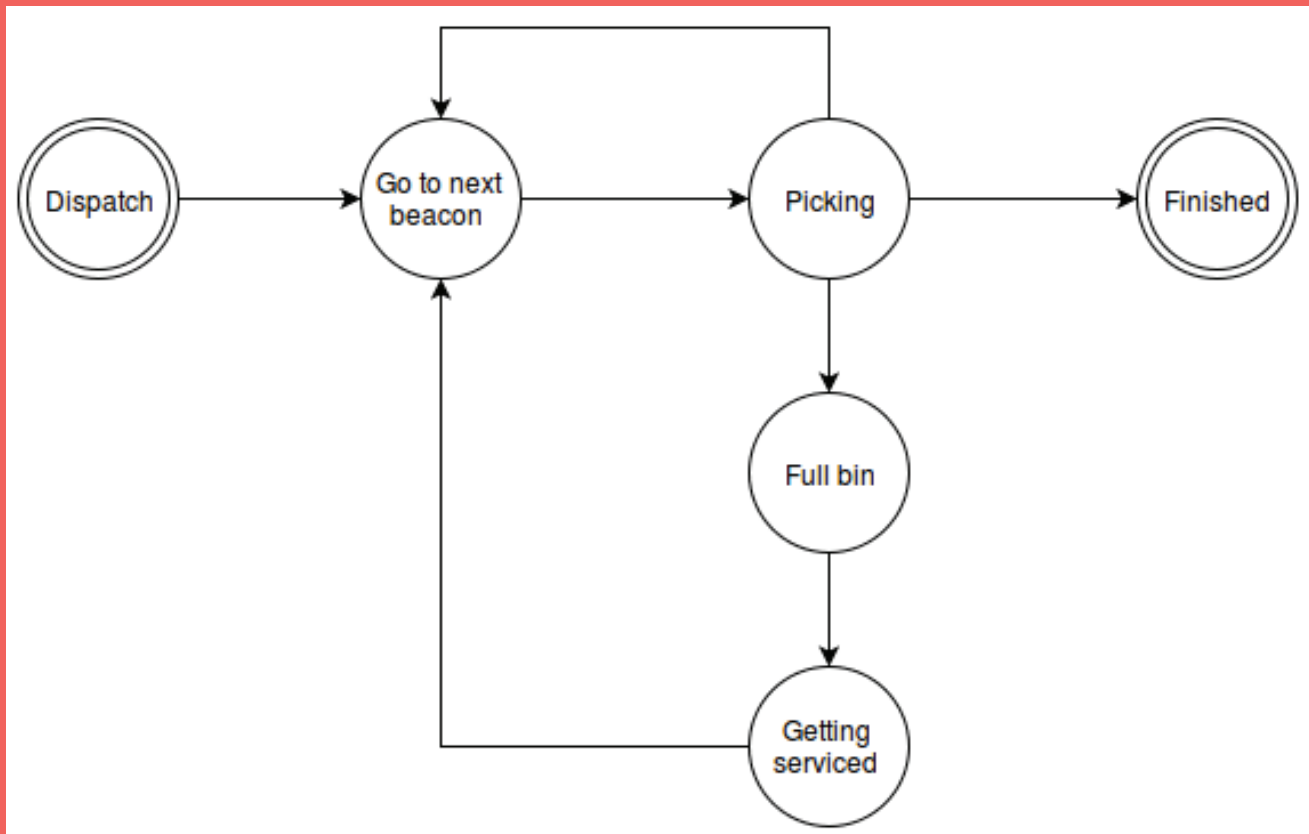 Dispatch
Go to next
beacon
Picking
Finished
Full bin
Getting
serviced